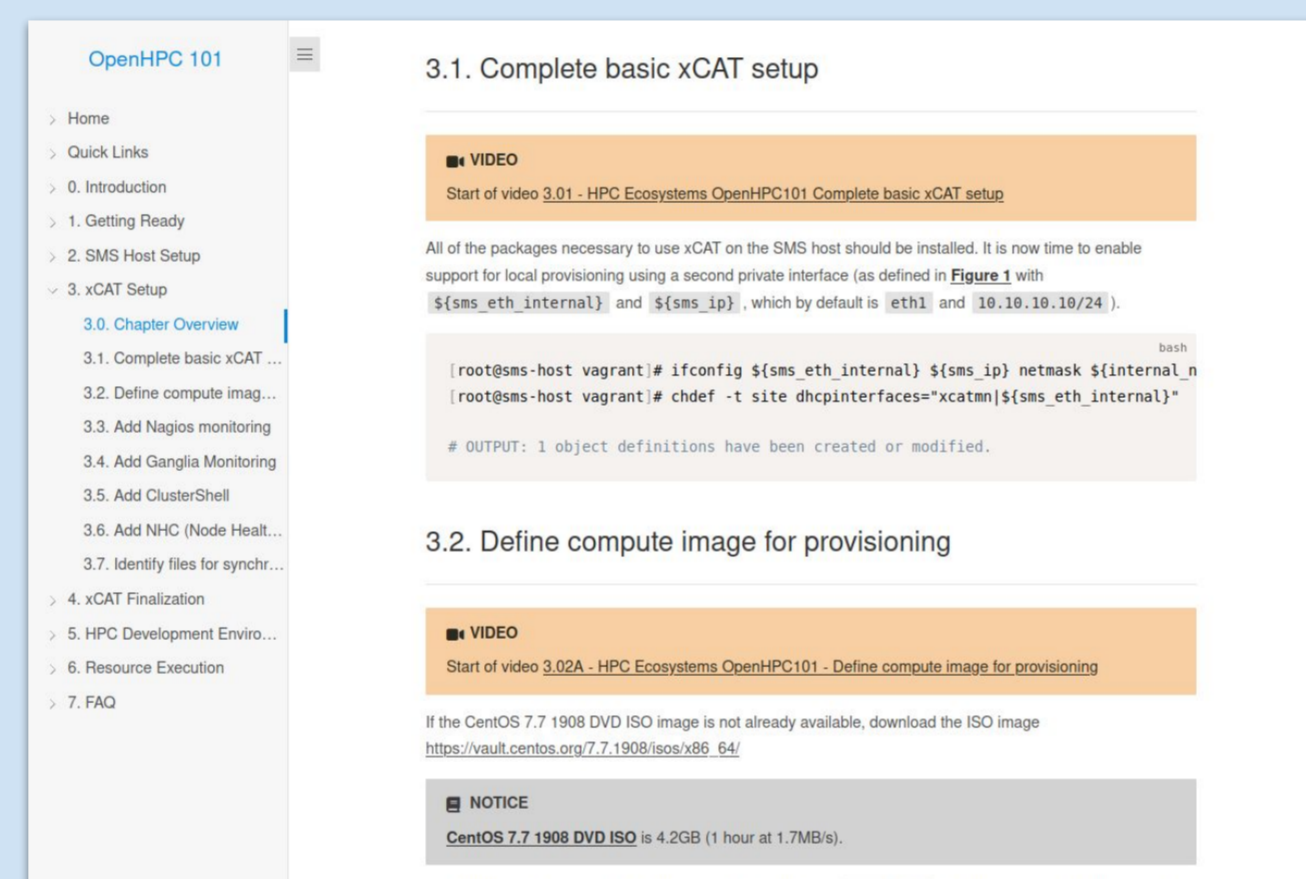 OpenHPC 101
Home
Quick Links
0. Introduction
1. Getting Ready
2. SMS Host Setup
3. xCAT Setup
3.0. Chapter Overview
3.1. Complete basic xCAT ...
3.2. Define compute imag...
3.3. Add Nagios monitoring
3.4. Add Ganglia Monitoring
3.5. Add ClusterShell
3.6. Add NHC (Node Healt...
3.7. Identify files for synchr...
4. xCAT Finalization
5. HPC Development Enviro...
6. Resource Execution
7. FAQ
3.1. Complete basic xCAT setup
VIDEO
Start of video 3.01 - HPC Ecosystems OpenHPC101 Complete basic xCAT setup
All of the packages necessary to use xCAT on the SMS host should be installed. It is now time to enable
support for local provisioning using a second private interface (as defined in Figure 1 with
${sms_eth_internal} and ${sms_ip} , which by default is eth1 and 10.10.10.10/24 ).
bash
[root@sms-host vagrant]# ifconfig ${sms_eth_internal} ${sms_ip} netmask ${internal_n
[root@sms-host vagrant]# chdef -t site dhcpinterfaces="xcatmn|${sms_eth_internal}"
# OUTPUT: 1 object definitions have been created or modified.
3.2. Define compute image for provisioning
VIDEO
Start of video 3.02A - HPC Ecosystems OpenHPC101 - Define compute image for provisioning
If the CentOS 7.7 1908 DVD ISO image is not already available, download the ISO image
https://vault.centos.org/7.7.1908/isos/x86_64/
NOTICE
CentOS 7.7 1908 DVD ISO is 4.2GB (1 hour at 1.7MB/s).